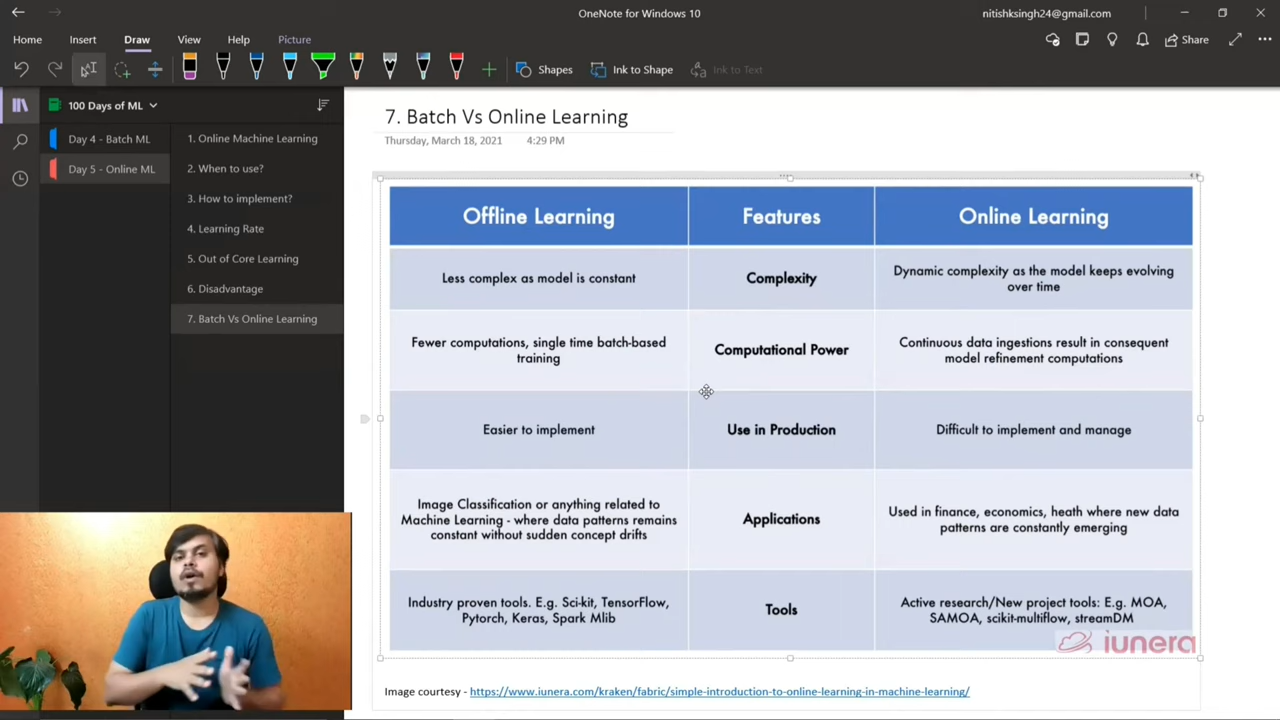 OneNote for Windows 10
nitishksingh24@gmail.com
Home
Insert
Draw
View
Help
Picture
Share
Shapes
Ink to Shape
Ink to Text
100 Days of ML
Day 4 - Batch ML
Day 5 - Online ML
1. Online Machine Learning
2. When to use?
3. How to implement?
4. Learning Rate
5. Out of Core Learning
6. Disadvantage
7. Batch Vs Online Learning
7. Batch Vs Online Learning
Thursday, March 18, 2021 4:29 PM
Offline Learning
Features
Online Learning
Less complex as model is constant
Complexity
Dynamic complexity as the model keeps evolving
over time
Fewer computations, single time batch-based
training
Computational Power
Continuous data ingestions result in consequent
model refinement computations
Easier to implement
Use in Production
Difficult to implement and manage
Image Classification or anything related to
Machine Learning - where data patterns remains
constant without sudden concept drifts
Applications
Used in finance, economics, heath where new data
patterns are constantly emerging
Industry proven tools. E.g. Sci-kit, TensorFlow,
Pytorch, Keras, Spark Mlib
Tools
Active research/New project tools: E.g. MOA,
SAMOA, scikit-multiflow, streamDM
iunera
Image courtesy - https://www.iunera.com/kraken/fabric/simple-introduction-to-online-learning-in-machine-learning/